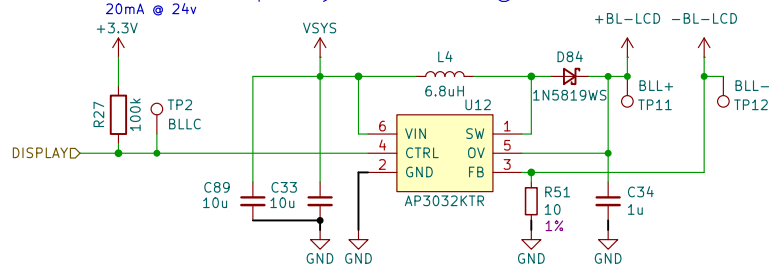 20mA @ 24v
+3.3V
VSYS
+BL-LCD
-BL-LCD
L4
D84
6.8uH
1N5819WS
BLL+
TP11
BLL-
TP12
R27
100k
TP2
BLLC
U12
6 VIN SW 1
DISPLAY
4 CTRL OV 5
2 GND FB 3
AP3032KTR
C89
10u
C33
10u
R51
10
1%
C34
1u
GND
GND
GND
GND